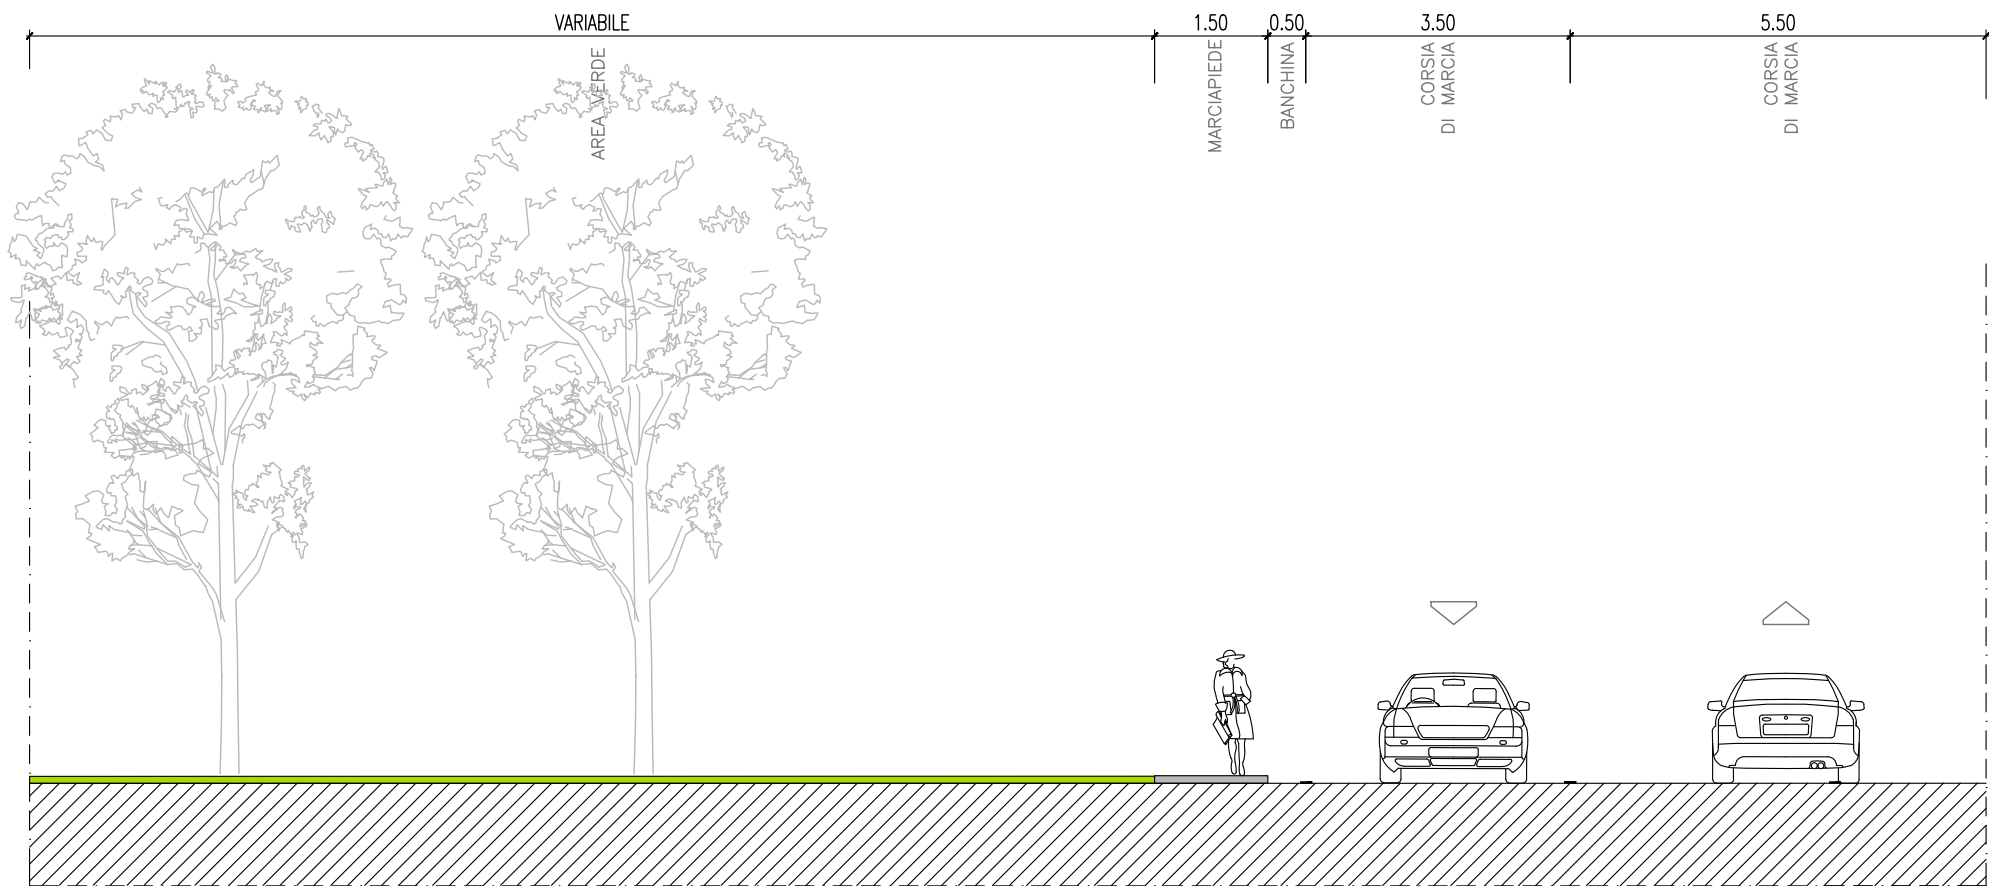 VARIABILE
1.50
0.50
3.50
5.50
AREA VERDE
MARCIAPIEDE
BANCHINA
CORSIA
DI MARCIA
CORSIA
DI MARCIA